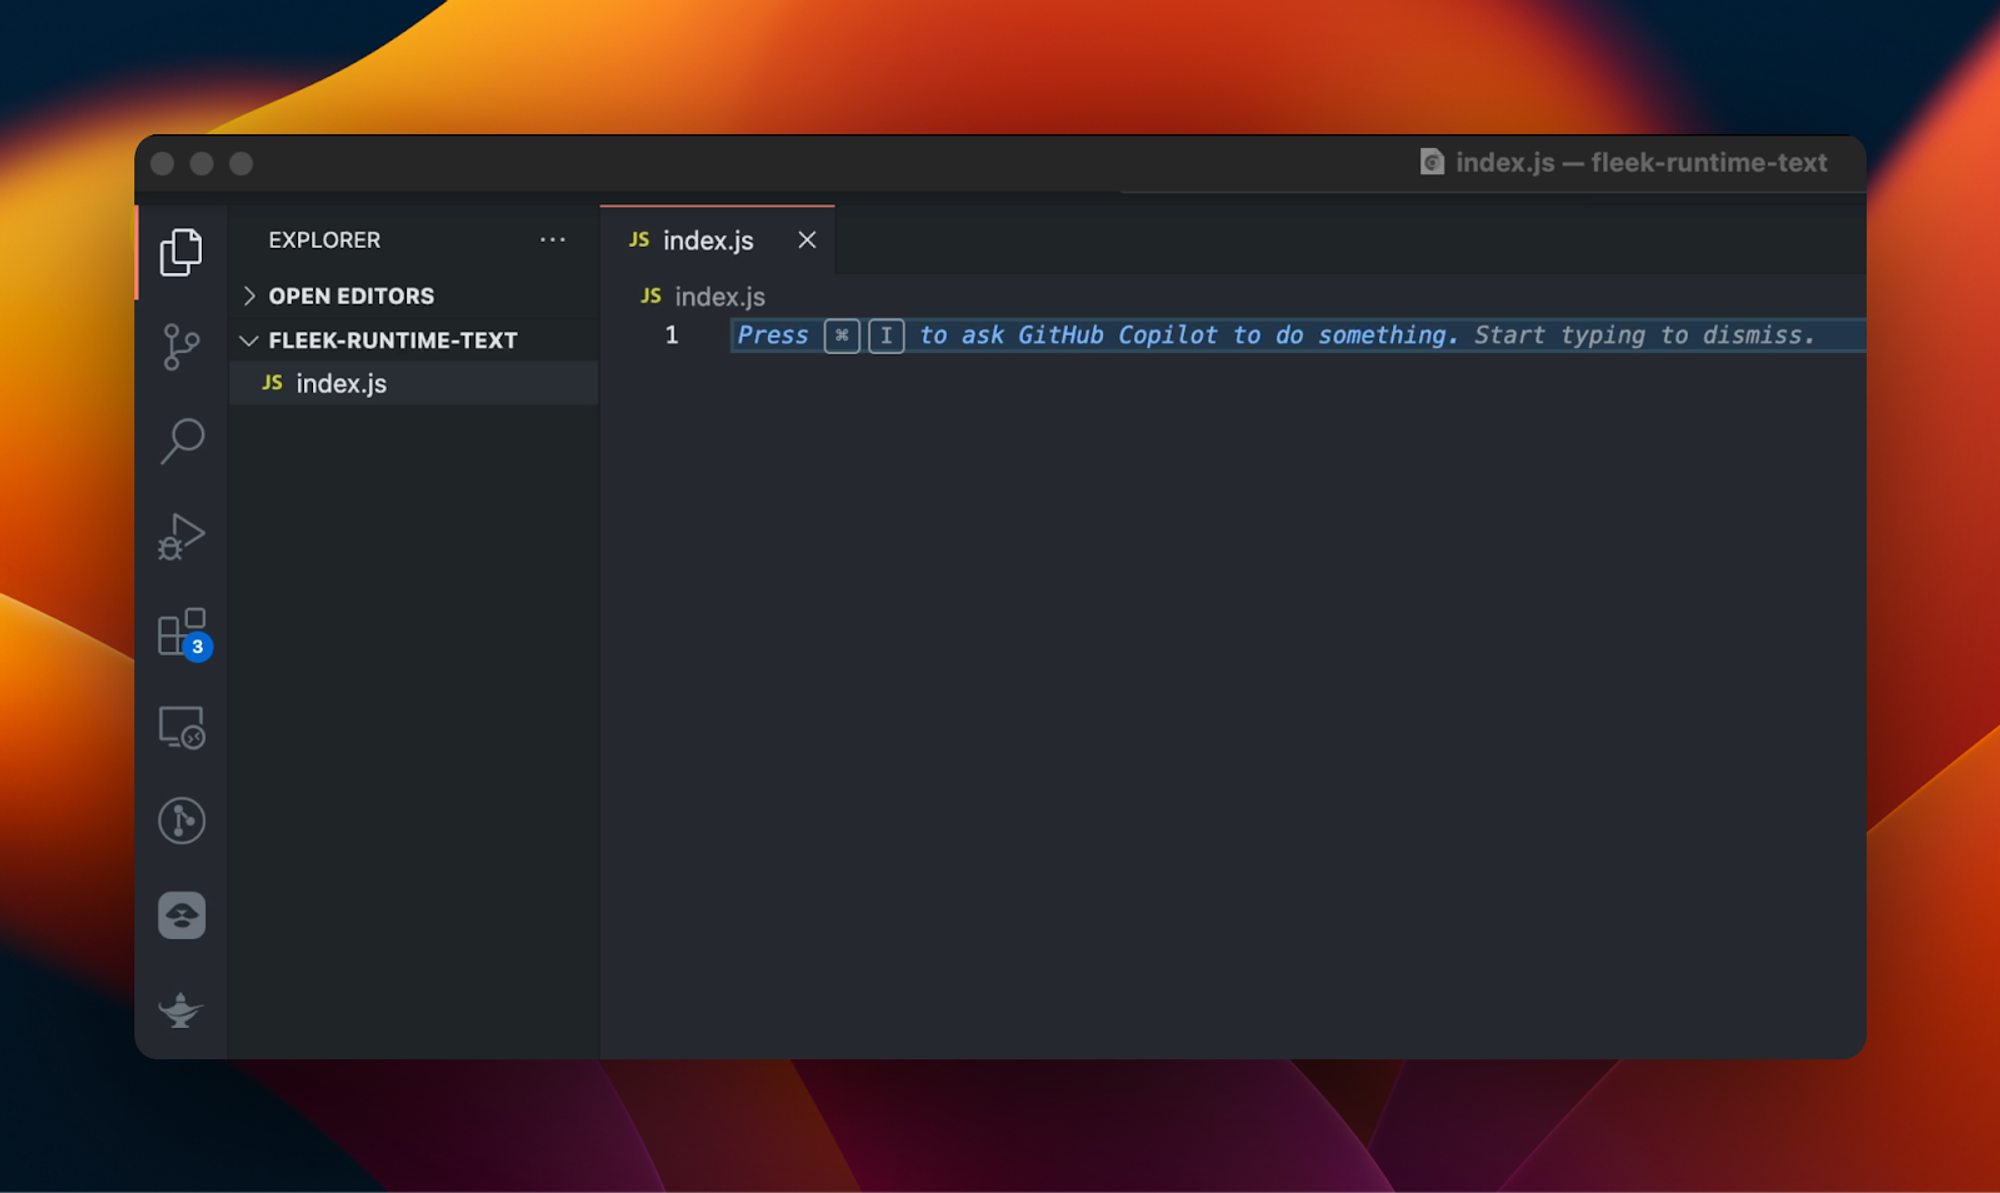 index.js — fleek-runtime-text
EXPLORER ...
OPEN EDITORS
FLEEK-RUNTIME-TEXT
JS index.js
3
JS index.js
JS index.js
1 Press ⌘ I to ask GitHub Copilot to do something. Start typing to dismiss.